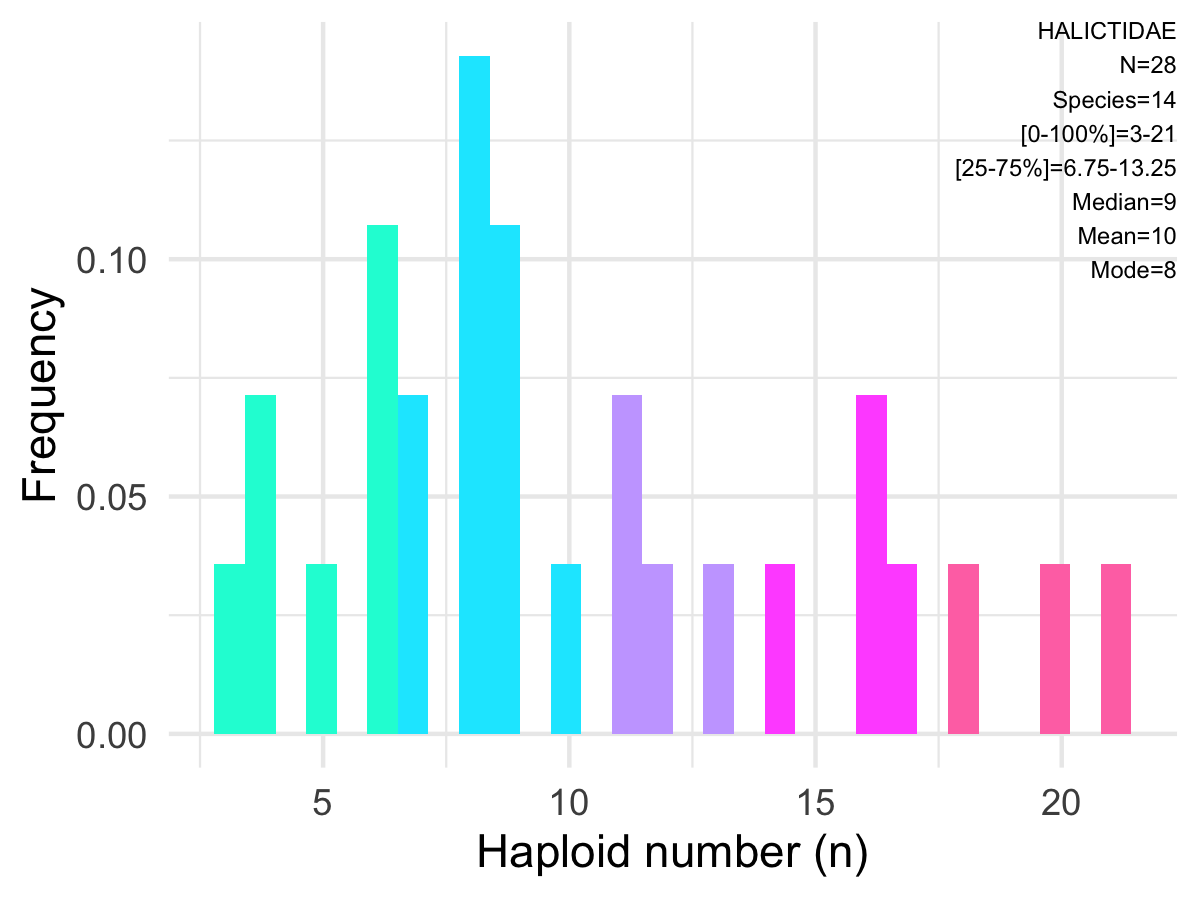 HALICTIDAE
N=28
Species=14
[0-100%]=3-21
[25-75%]=6.75-13.25
Median=9
Mean=10
Mode=8
Frequency
0.10
0.05
0.00
5 10 15 20
Haploid number (n)